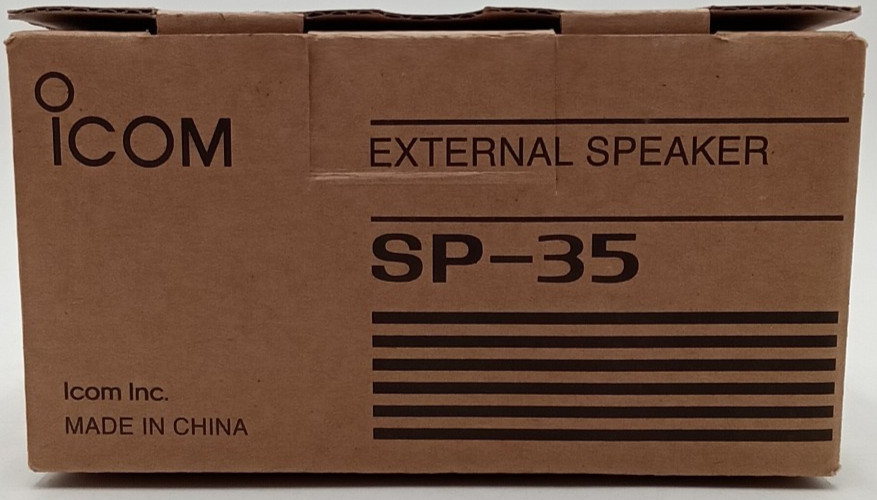 ICOM
EXTERNAL SPEAKER
SP-35
Icom Inc.
MADE IN CHINA